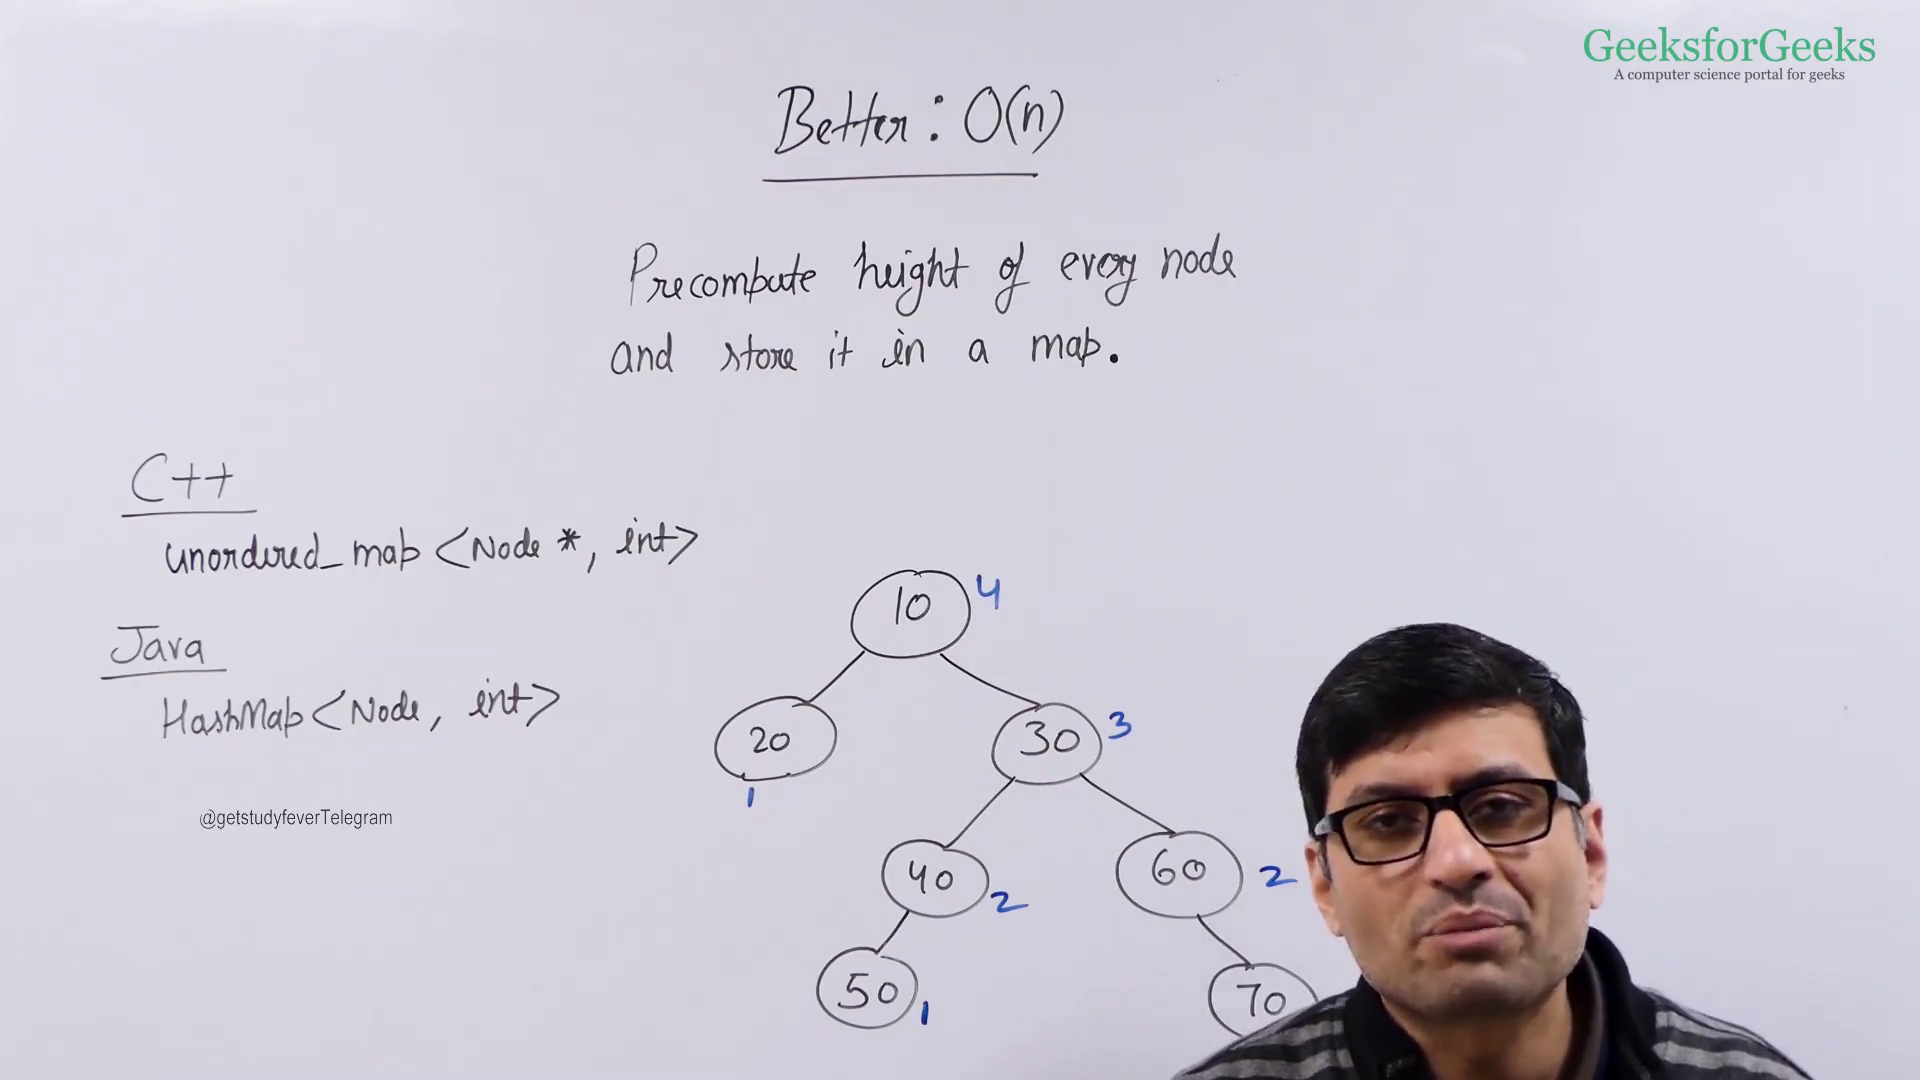 GeeksforGeeks
A computer science portal for geeks
Better : O(n)
Precompute height of every node
and store it in a map.
C++
unordered_map <Node *, int>
Java
HashMap <Node, int>
10 4
20 30 3
1
40 2 60 2
50 1 70
@getstudyfeverTelegram